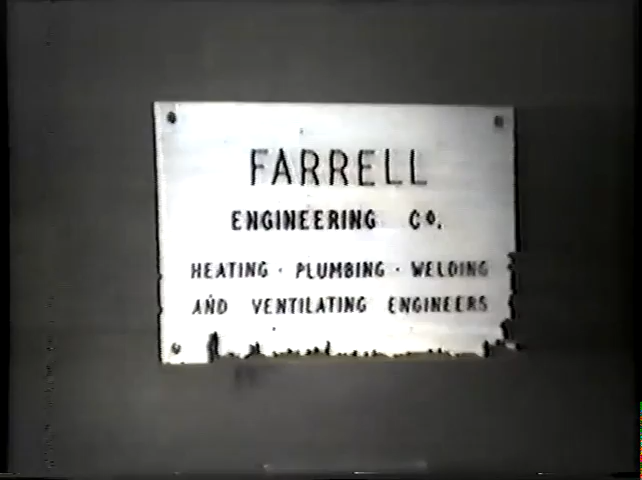 FARRELL
ENGINEERING Co.
HEATING · PLUMBING · WELDING
AND VENTILATING ENGINEERS